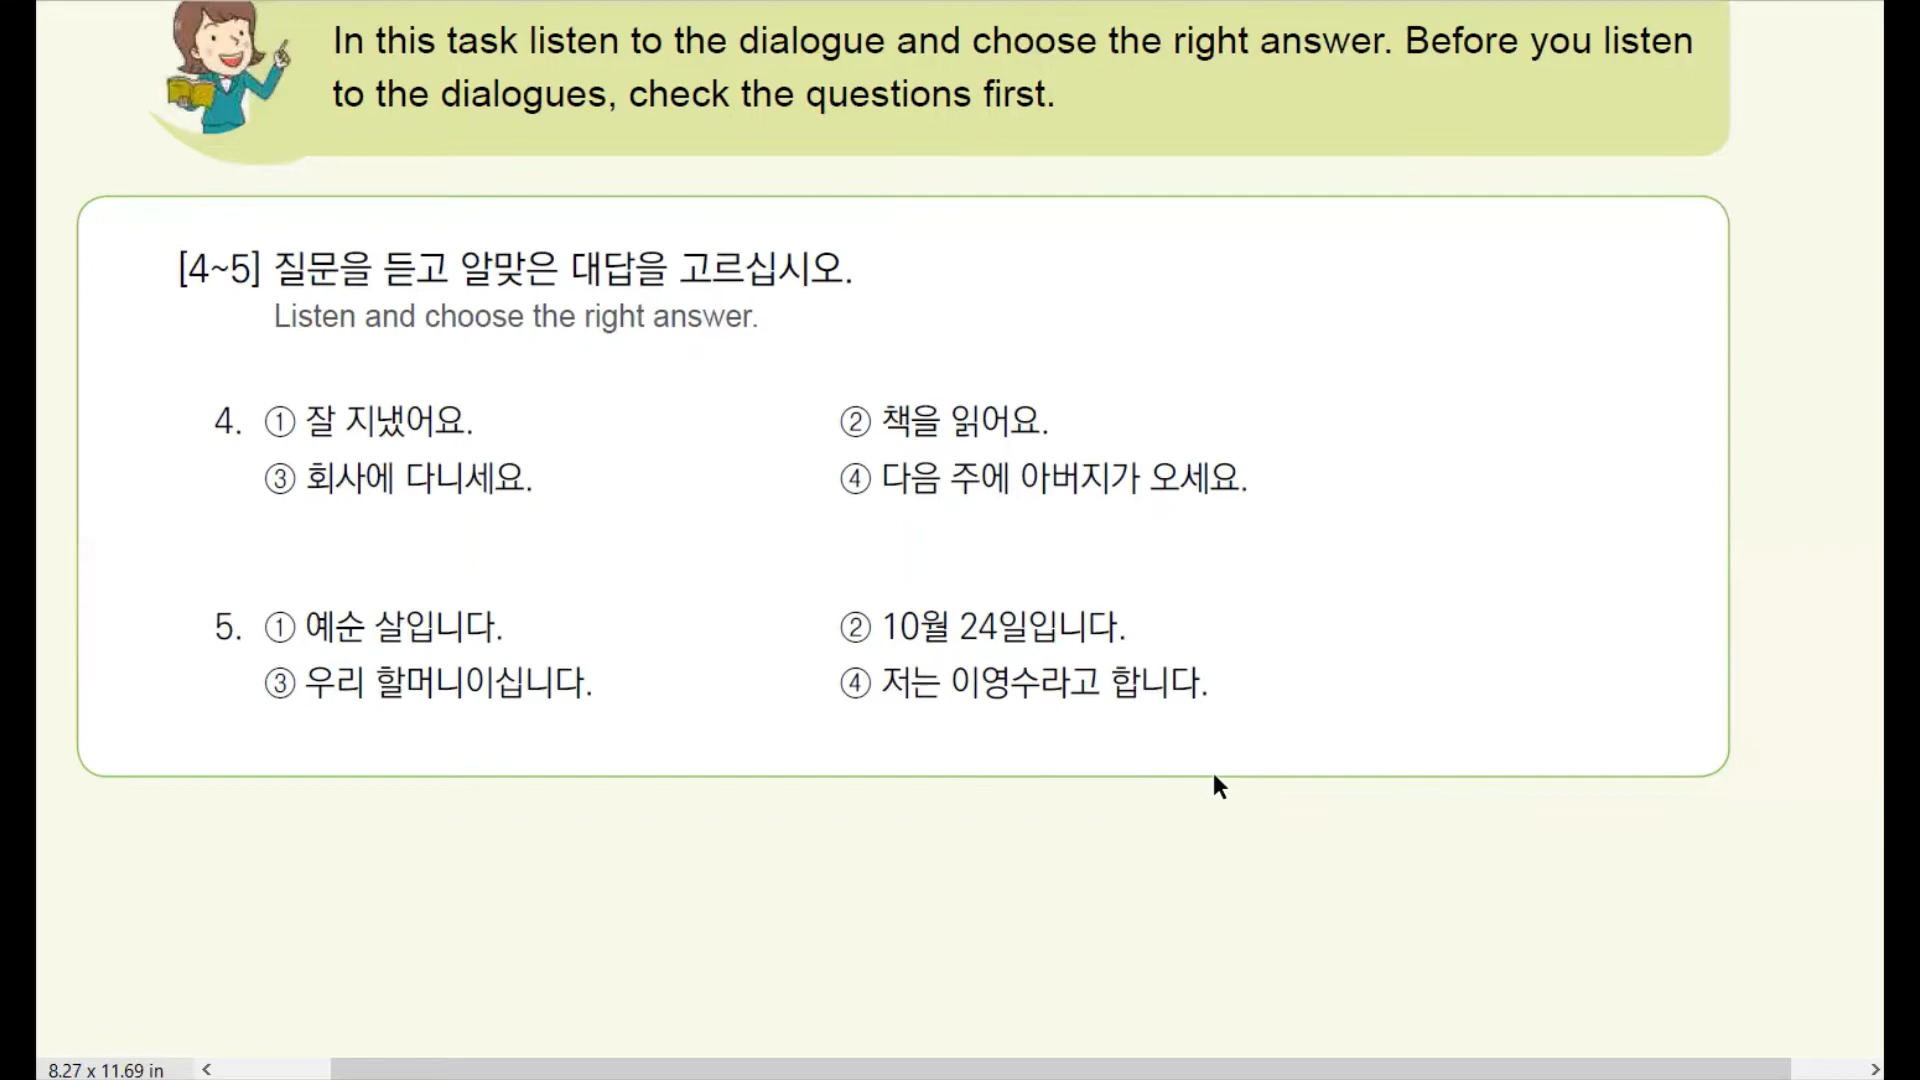 In this task listen to the dialogue and choose the right answer. Before you listen
to the dialogues, check the questions first.
[4~5] 질문을 듣고 알맞은 대답을 고르십시오.
Listen and choose the right answer.
4. ① 잘 지냈어요. ② 책을 읽어요.
③ 회사에 다니세요. ④ 다음 주에 아버지가 오세요.
5. ① 예순 살입니다. ② 10월 24일입니다.
③ 우리 할머니이십니다. ④ 저는 이영수라고 합니다.
8.27 x 11.69 in